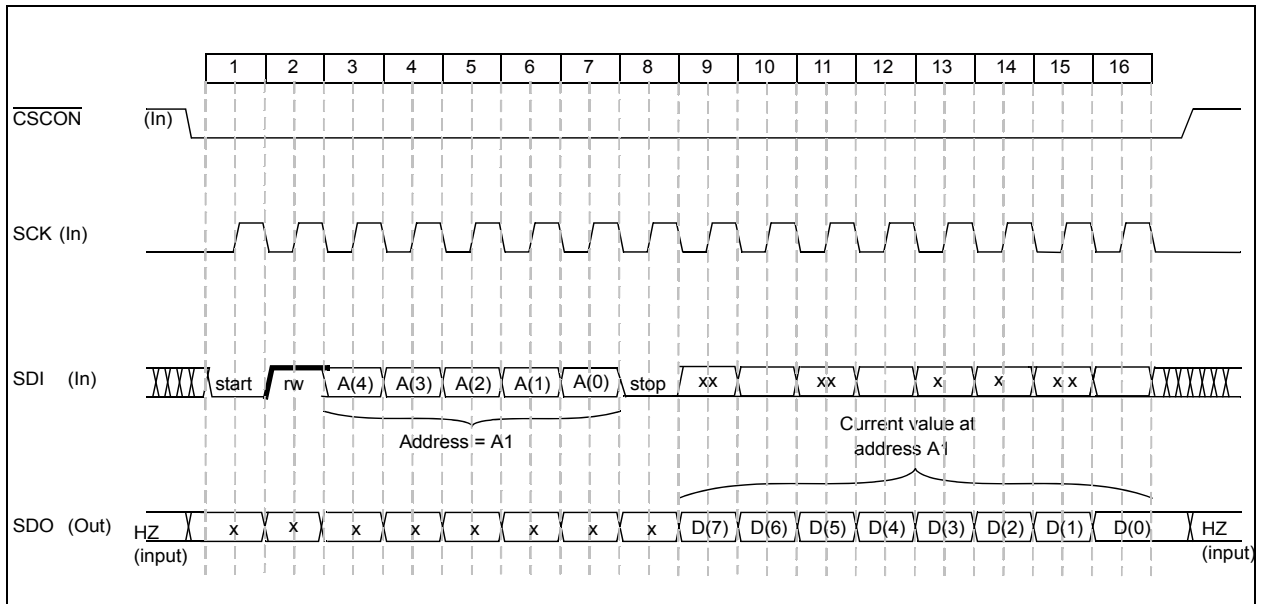 1 2 3 4 5 6 7 8 9 10 11 12 13 14 15 16
CSCON (In)
SCK (In)
SDI (In) start rw A(4) A(3) A(2) A(1) A(0) stop xx xx x x x x
Address = A1
Current value at
address A1
SDO (Out) HZ x x x x x x x x D(7) D(6) D(5) D(4) D(3) D(2) D(1) D(0) HZ
(input) (input)